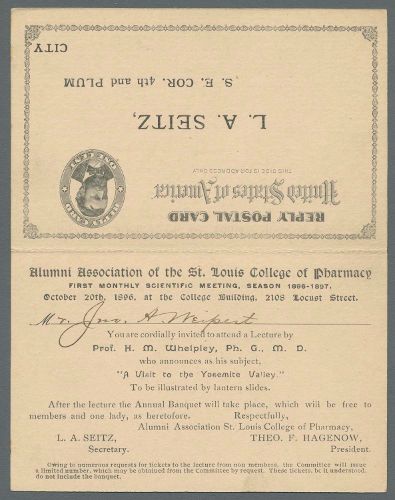 REPLY POSTAL CARD
United States of America
THIS SIDE IS FOR ADDRESS ONLY
REPLY CARD
ONE CENT
L. A. SEITZ,
S. E. COR. 4th and PLUM
CITY
Alumni Association of the St. Louis College of Pharmacy
FIRST MONTHLY SCIENTIFIC MEETING, SEASON 1896-1897.
October 20th, 1896, at the College Building, 2108 Locust Street.
Mr. Jno. A Weipert
You are cordially invited to attend a Lecture by
Prof. H. M. Whelpley, Ph. G., M. D.
who announces as his subject,
"A Visit to the Yosemite Valley."
To be illustrated by lantern slides.
After the lecture the Annual Banquet will take place, which will be free to
members and one lady, as heretofore. Respectfully,
Alumni Association St. Louis College of Pharmacy,
L. A. SEITZ, THEO. F. HAGENOW,
Secretary. President.
Owing to numerous requests for tickets to the lecture from non members, the Committee will issue
a limited number, which may be obtained from the Committee by request. These tickets, be it understood,
do not include the banquet.